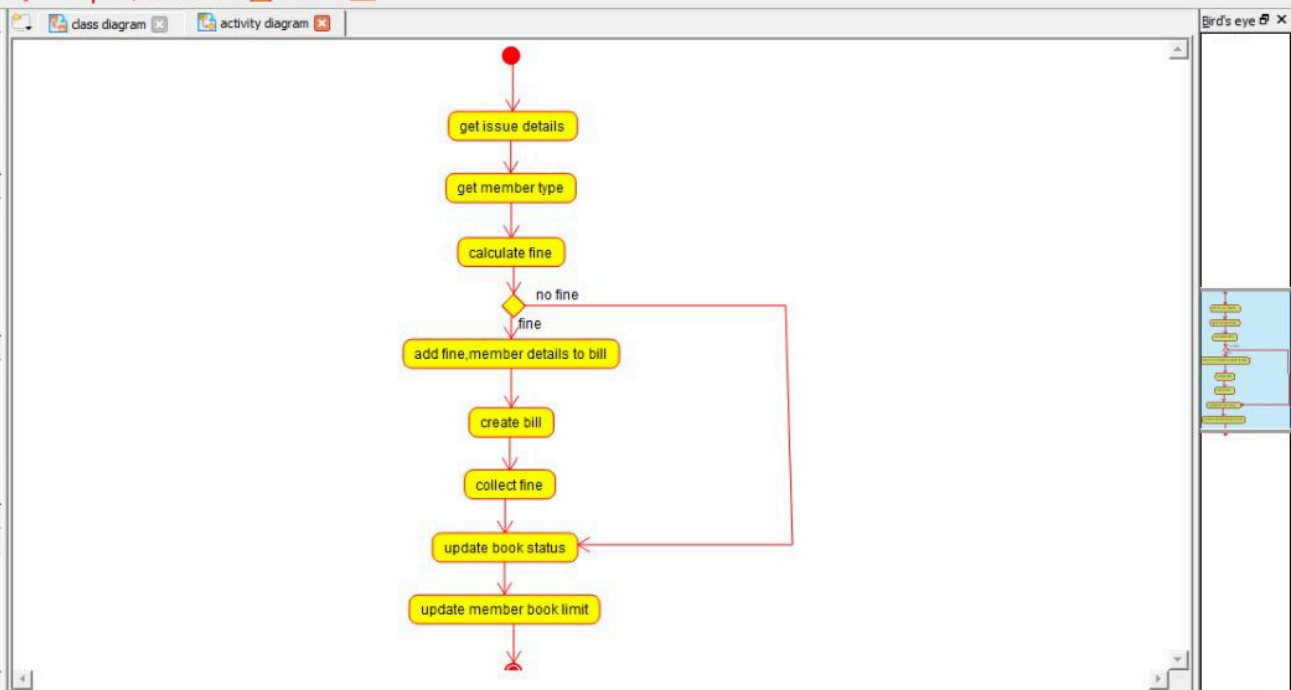 class diagram
activity diagram
Bird's eye
get issue details
get member type
calculate fine
no fine
fine
add fine,member details to bill
create bill
collect fine
update book status
update member book limit